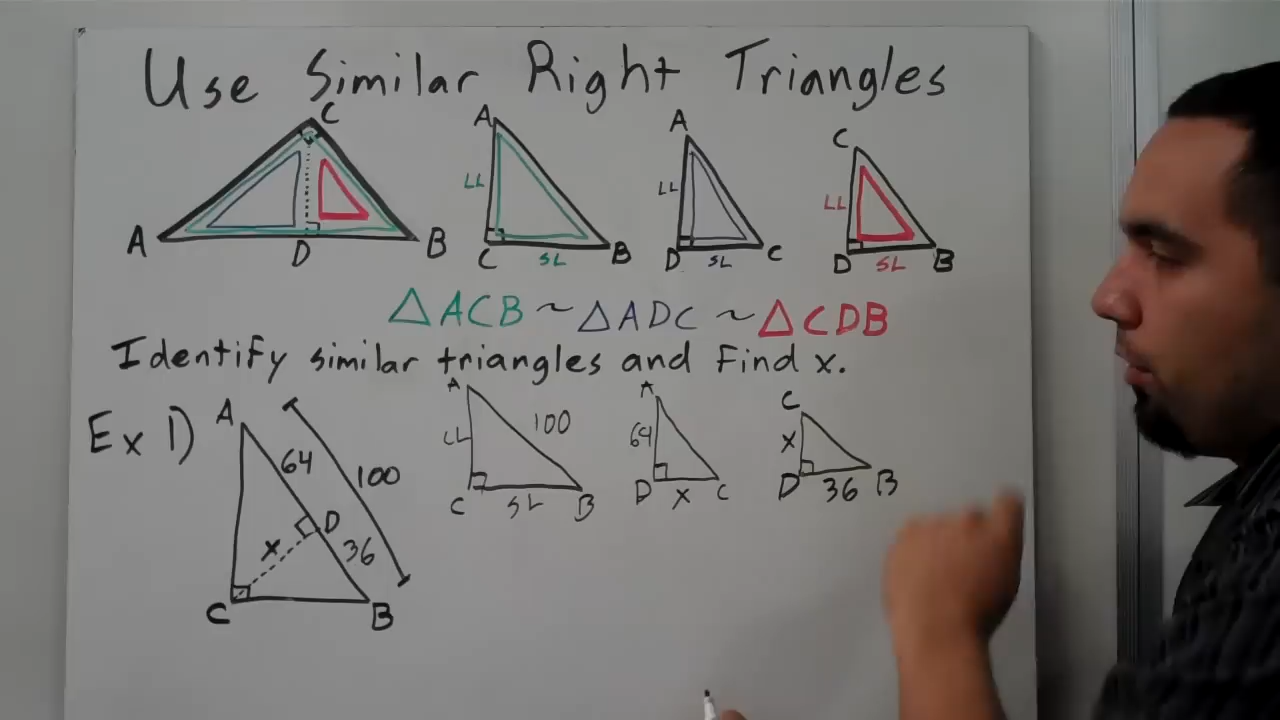 Use Similar Right Triangles
C A A C
LL LL LL
A D B C SL B D SL C D SL B
△ACB ~ △ADC ~ △CDB
Identify similar triangles and Find x.
Ex 1) A 64 100 D x 36 C B
A LL 100 C SL B
A 64 D x C
C x D 36 B